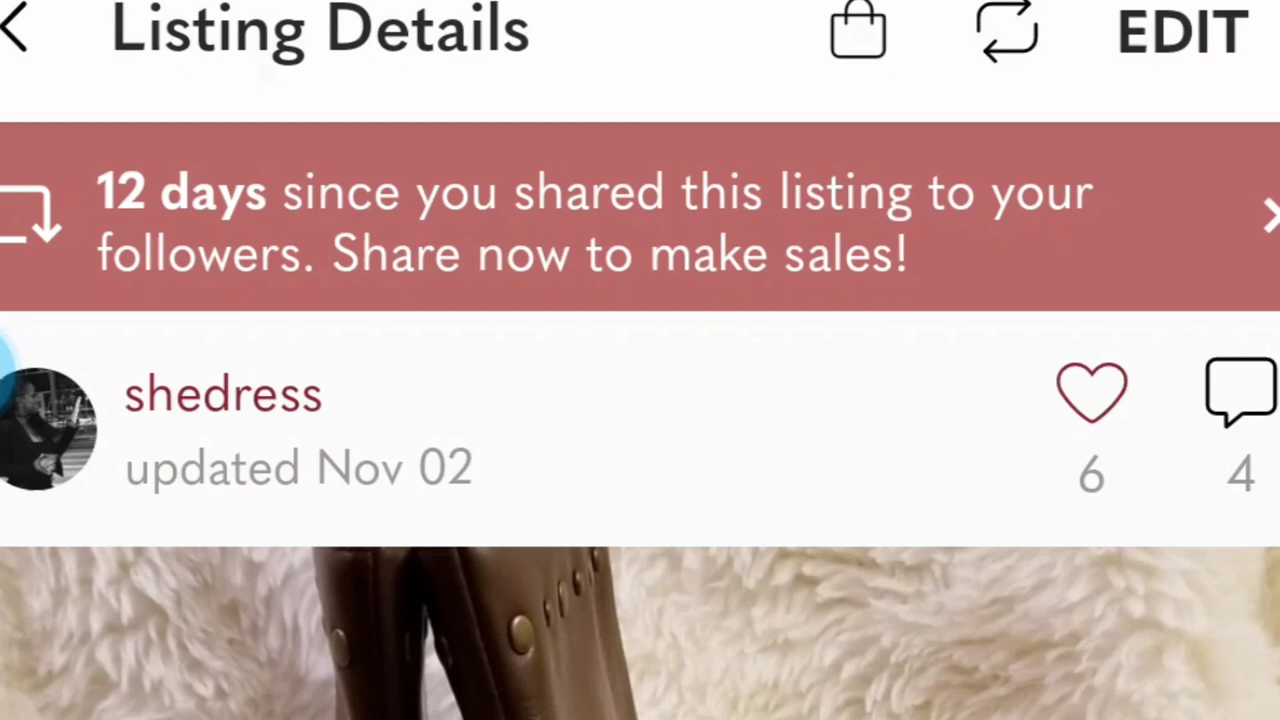 Listing Details
EDIT
12 days since you shared this listing to your
followers. Share now to make sales!
shedress
updated Nov 02
6
4